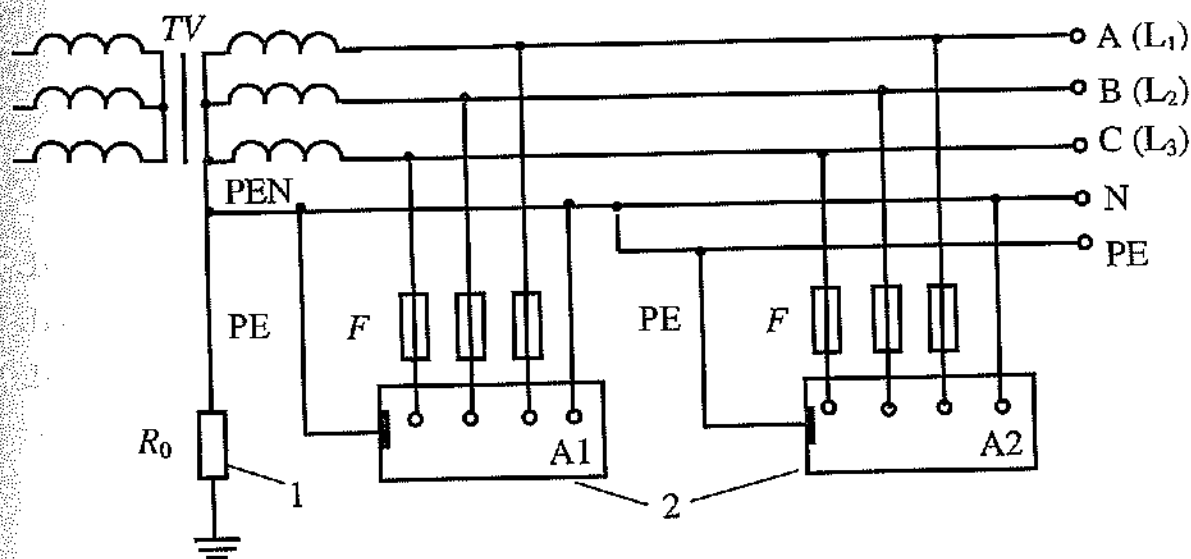 TV
A (L₁)
B (L₂)
C (L₃)
PEN
N
PE
PE
F
PE
F
R₀
1
A1
2
A2